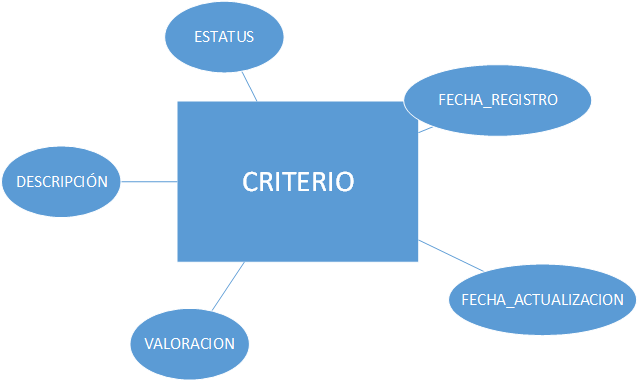 ESTATUS
FECHA_REGISTRO
DESCRIPCIÓN
CRITERIO
FECHA_ACTUALIZACION
VALORACION